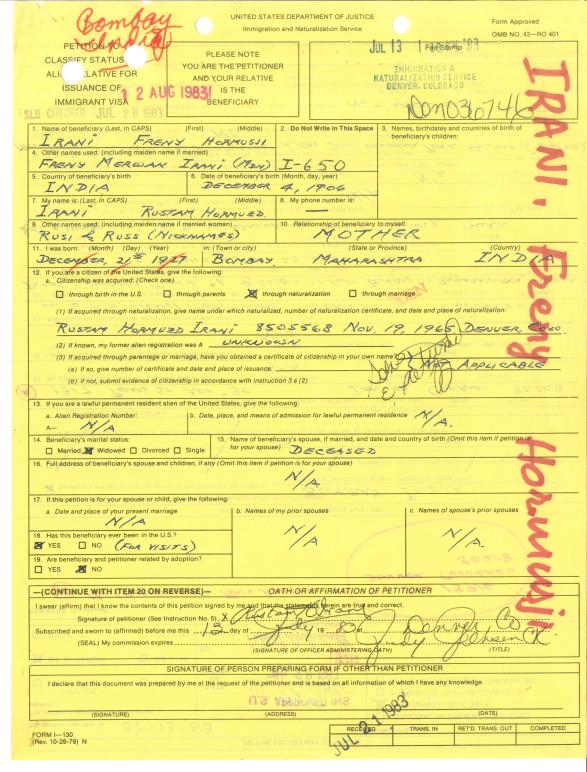 Bombay
India
UNITED STATES DEPARTMENT OF JUSTICE
Immigration and Naturalization Service
Form Approved
OMB NO. 43—RO 401
PETITION TO
CLASSIFY STATUS
ALIEN RELATIVE FOR
ISSUANCE OF
IMMIGRANT VISA
12 AUG 1983
SLB CHECKED JUL 28 1983
PLEASE NOTE
YOU ARE THE PETITIONER
AND YOUR RELATIVE
IS THE
BENEFICIARY
JUL 13
'83
Fee Stamp
IMMIGRATION &
NATURALIZATION SERVICE
DENVER, COLORADO
Den036746
IRANI, Freny Hormusji
1. Name of beneficiary (Last, in CAPS) (First) (Middle)
IRANI FRENY HORMUSJI
2. Do Not Write in This Space
I-650
3. Names, birthdates and countries of birth of beneficiary's children:
4. Other names used: (including maiden name if married)
FRENY MERWAN IRANI (MRS)
5. Country of beneficiary's birth
INDIA
6. Date of beneficiary's birth (Month, day, year)
DECEMBER 4, 1906
7. My name is: (Last, in CAPS) (First) (Middle)
IRANI RUSTAM HORMUZD
8. My phone number is:
—
9. Other names used: (including maiden name if married woman)
RUSI & RUSS (NICKNAMES)
10. Relationship of beneficiary to myself
MOTHER
11. I was born: (Month) (Day) (Year) in: (Town or city) (State or Province) (Country)
DECEMBER, 21st 1927 BOMBAY MAHARASHTRA INDIA
12. If you are a citizen of the United States, give the following:
a. Citizenship was acquired: (Check one)
through birth in the U.S. through parents through naturalization through marriage
(1) If acquired through naturalization, give name under which naturalized, number of naturalization certificate, and date and place of naturalization:
RUSTAM HORMUZD IRANI 8505568 NOV. 19, 1965, DENVER, COLO.
(2) If known, my former alien registration was A UNKNOWN
(3) If acquired through parentage or marriage, have you obtained a certificate of citizenship in your own name?
NOT APPLICABLE
(a) If so, give number of certificate and date and place of issuance:
(b) if not, submit evidence of citizenship in accordance with instruction 3 a (2)
13. If you are a lawful permanent resident alien of the United States, give the following:
a. Alien Registration Number:
A— N/A
b. Date, place, and means of admission for lawful permanent residence N/A.
14. Beneficiary's marital status:
Married Widowed Divorced Single
15. Name of beneficiary's spouse, if married, and date and country of birth (Omit this item if petition is for your spouse)
DECEASED
16. Full address of beneficiary's spouse and children, if any (Omit this item if petition is for your spouse)
N/A
17. If this petition is for your spouse or child, give the following:
a. Date and place of your present marriage
N/A
b. Names of my prior spouses
N/A
c. Names of spouse's prior spouses
N/A.
18. Has this beneficiary ever been in the U.S.?
YES NO (FOR VISITS)
19. Are beneficiary and petitioner related by adoption?
YES NO
—(CONTINUE WITH ITEM 20 ON REVERSE)—
OATH OR AFFIRMATION OF PETITIONER
I swear (affirm) that I know the contents of this petition signed by me and that the statements herein are true and correct.
Signature of petitioner (See Instruction No. 5). X Rustam Irani
Subscribed and sworn to (affirmed) before me this 13 day of July 19 83 at Denver Co
(SEAL) My commission expires
(SIGNATURE OF OFFICER ADMINISTERING OATH) (TITLE)
SIGNATURE OF PERSON PREPARING FORM IF OTHER THAN PETITIONER
I declare that this document was prepared by me at the request of the petitioner and is based on all information of which I have any knowledge.
(SIGNATURE) (ADDRESS) (DATE)
FORM I—130
(Rev. 10-28-79) N
RECEIVED TRANS. IN RET'D. TRANS. OUT COMPLETED
JUL 21 1983